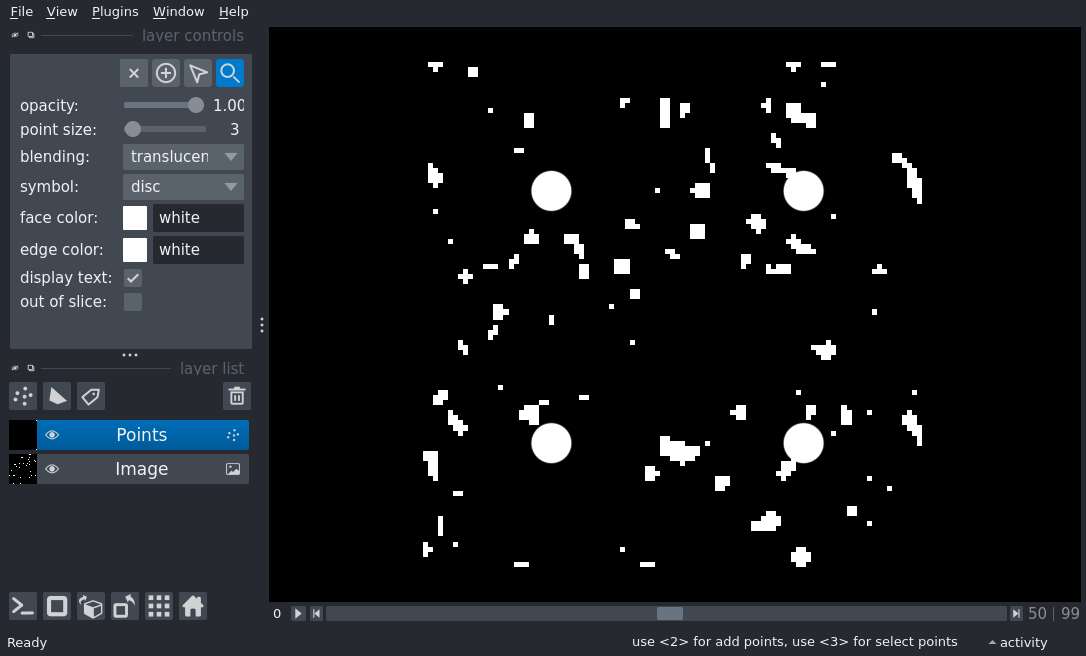 File View Plugins Window Help
layer controls
opacity: 1.00
point size: 3
blending: translucen
symbol: disc
face color: white
edge color: white
display text:
out of slice:
layer list
Points
Image
0 50 | 99
Ready use <2> for add points, use <3> for select points activity